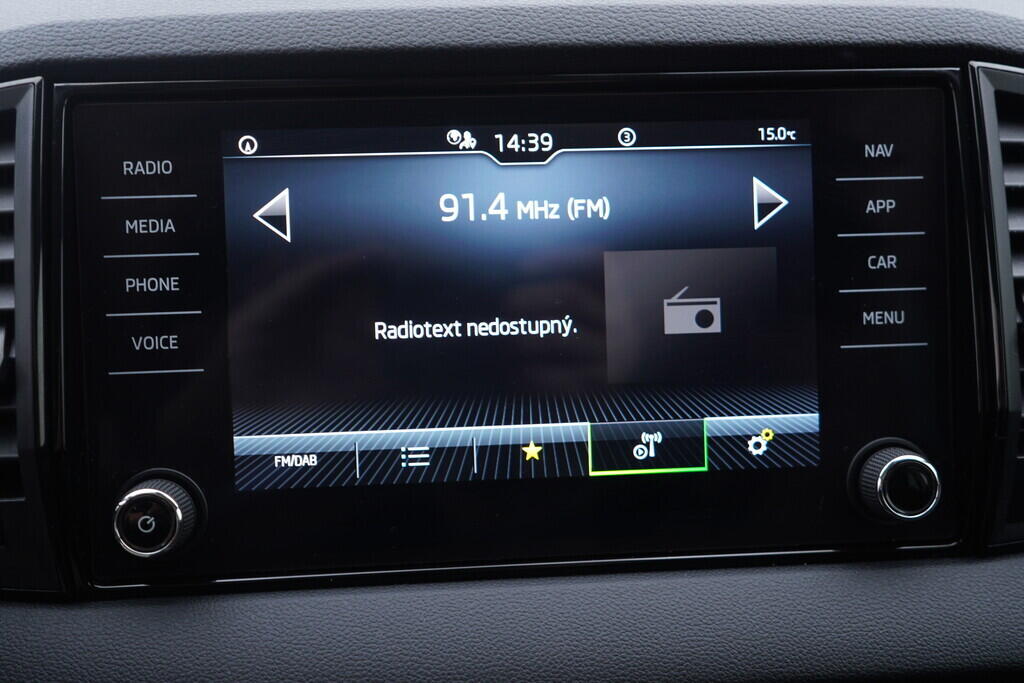 RADIO
MEDIA
PHONE
VOICE
14:39
3
15.0°C
91.4 MHz (FM)
Radiotext nedostupný.
FM/DAB
NAV
APP
CAR
MENU